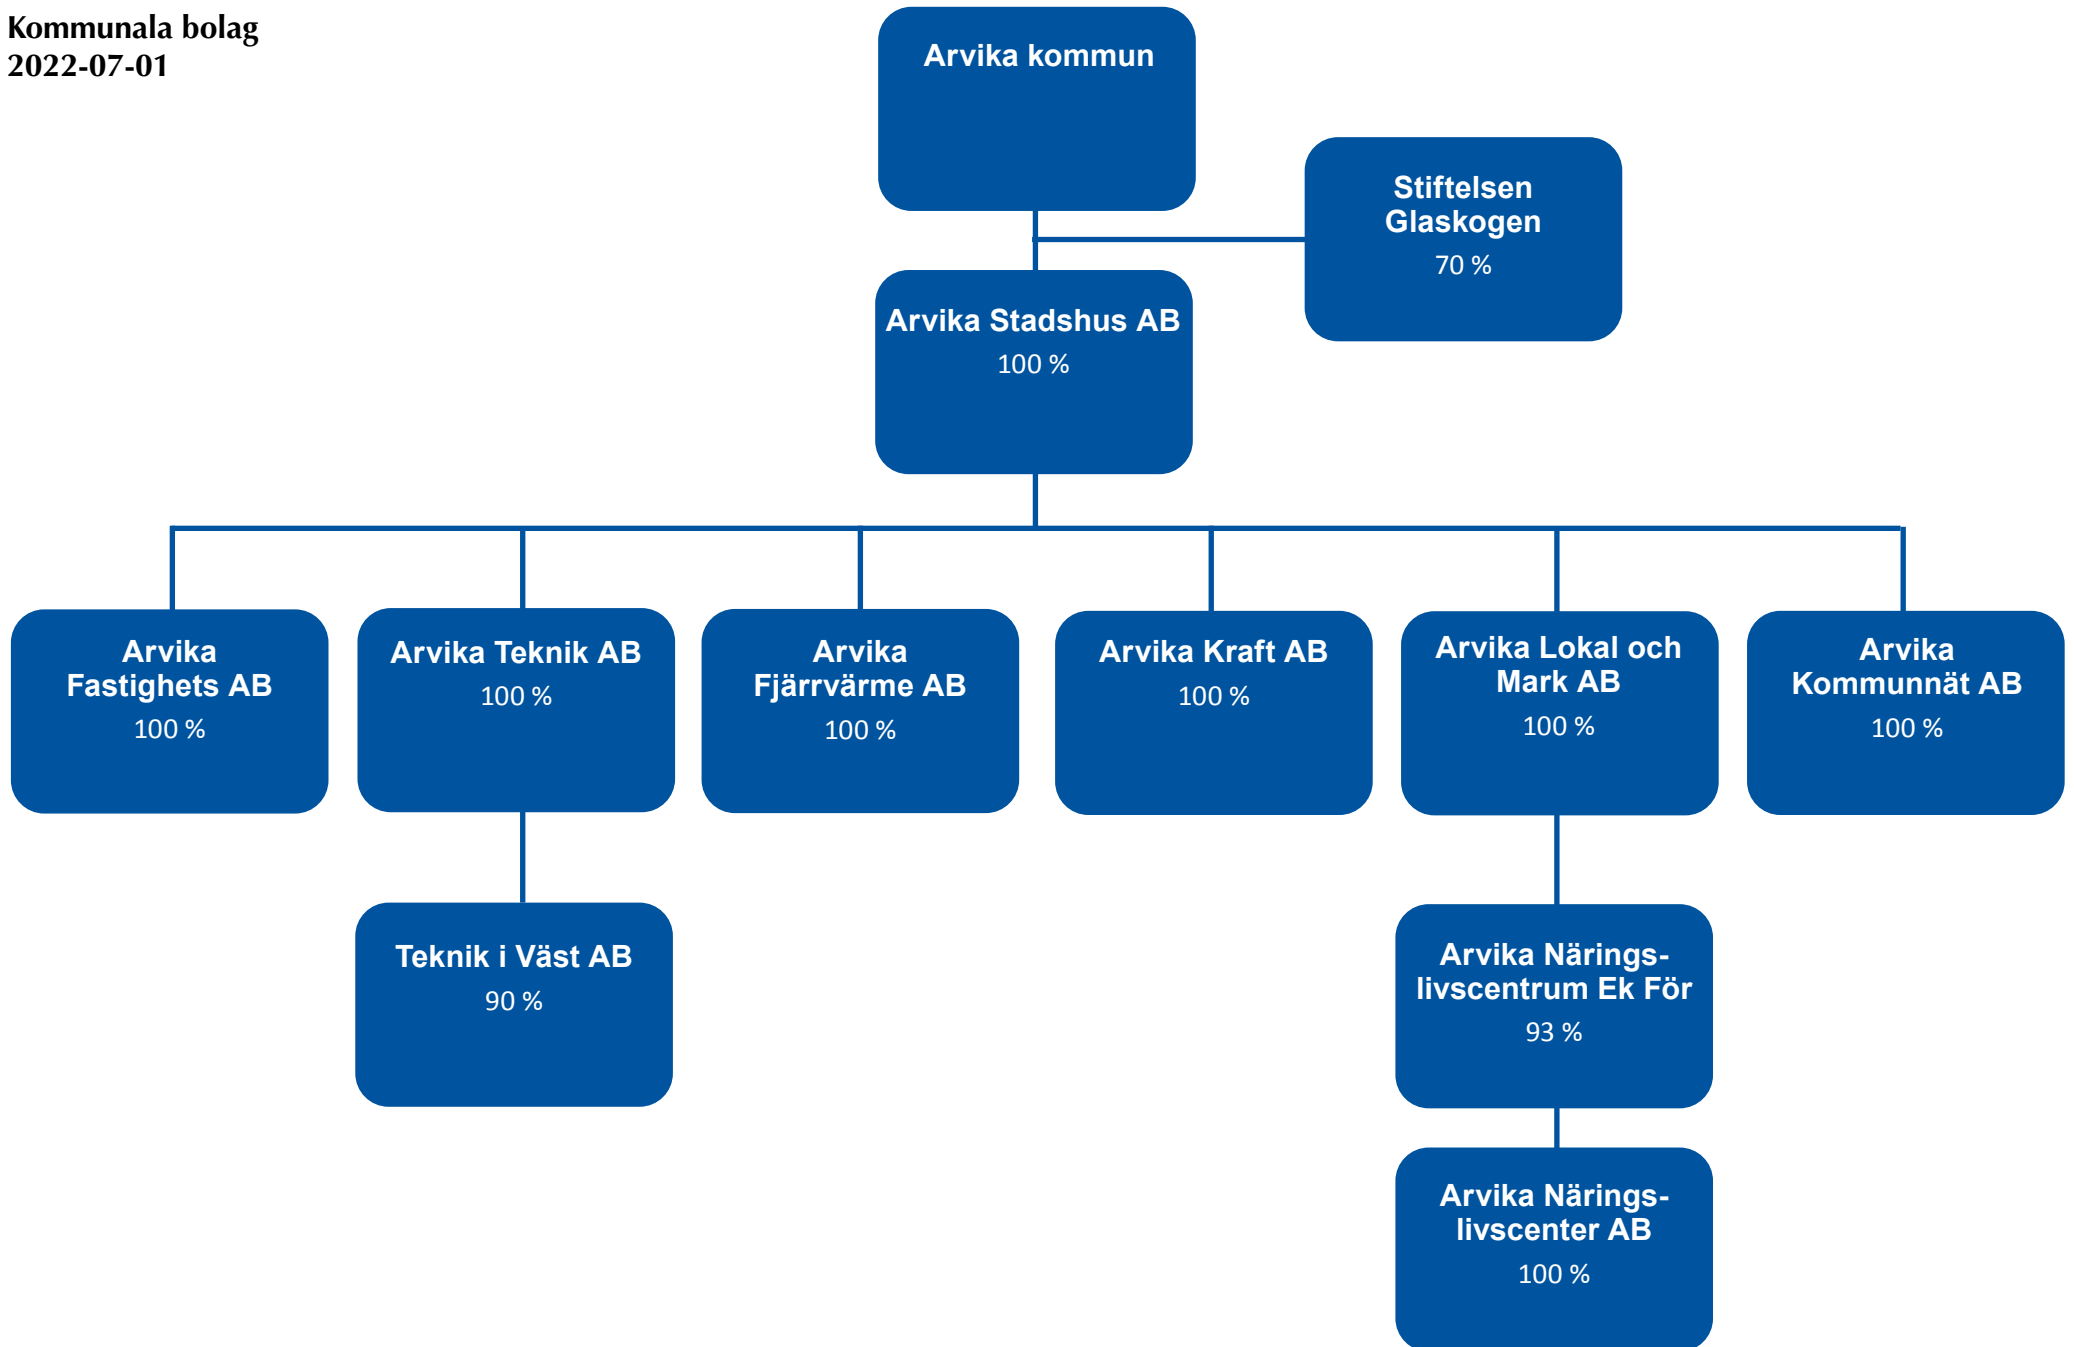 Kommunala bolag
2022-07-01
Arvika kommun
Stiftelsen
Glaskogen
70 %
Arvika Stadshus AB
100 %
Arvika
Fastighets AB
100 %
Arvika Teknik AB
100 %
Arvika
Fjärrvärme AB
100 %
Arvika Kraft AB
100 %
Arvika Lokal och
Mark AB
100 %
Arvika
Kommunnät AB
100 %
Teknik i Väst AB
90 %
Arvika Närings-
livscentrum Ek För
93 %
Arvika Närings-
livscenter AB
100 %